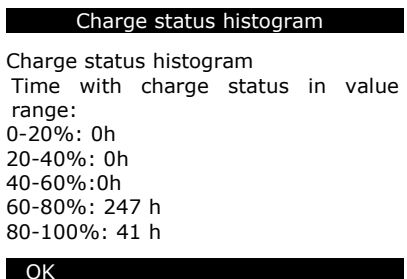 Charge status histogram
Charge status histogram
Time with charge status in value
range:
0-20%: 0h
20-40%: 0h
40-60%:0h
60-80%: 247 h
80-100%: 41 h
OK